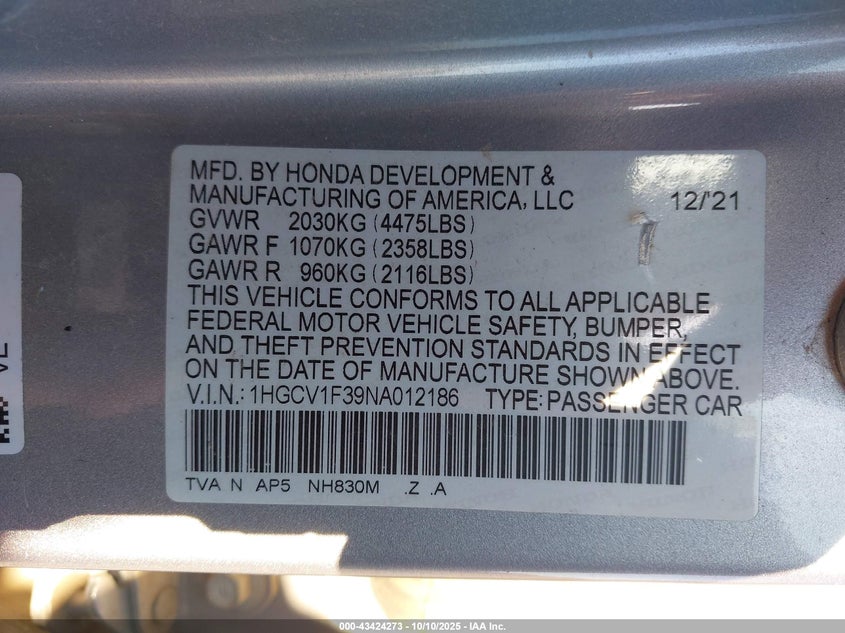 MFD. BY HONDA DEVELOPMENT &
MANUFACTURING OF AMERICA, LLC 12/'21
GVWR 2030KG (4475LBS)
GAWR F 1070KG (2358LBS)
GAWR R 960KG (2116LBS)
THIS VEHICLE CONFORMS TO ALL APPLICABLE
FEDERAL MOTOR VEHICLE SAFETY, BUMPER,
AND THEFT PREVENTION STANDARDS IN EFFECT
ON THE DATE OF MANUFACTURE SHOWN ABOVE.
V.I.N.: 1HGCV1F39NA012186 TYPE: PASSENGER CAR
TVA N AP5 NH830M .Z .A
000-43424273 - 10/10/2025 - IAA Inc.